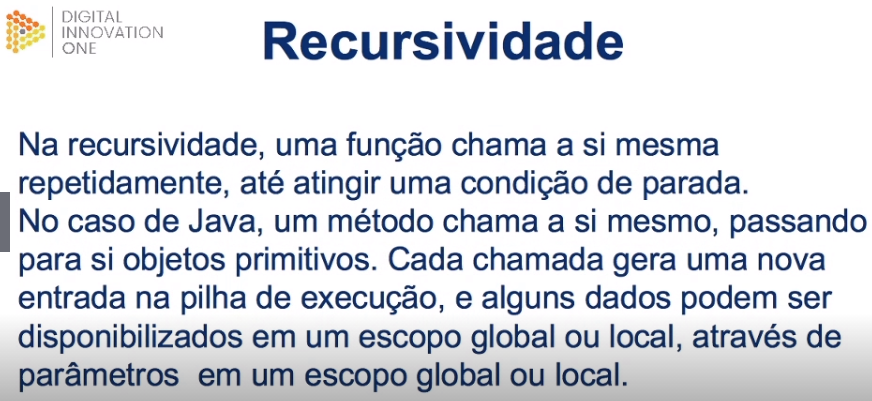 DIGITAL
INNOVATION
ONE
Recursividade
Na recursividade, uma função chama a si mesma
repetidamente, até atingir uma condição de parada.
No caso de Java, um método chama a si mesmo, passando
para si objetos primitivos. Cada chamada gera uma nova
entrada na pilha de execução, e alguns dados podem ser
disponibilizados em um escopo global ou local, através de
parâmetros  em um escopo global ou local.